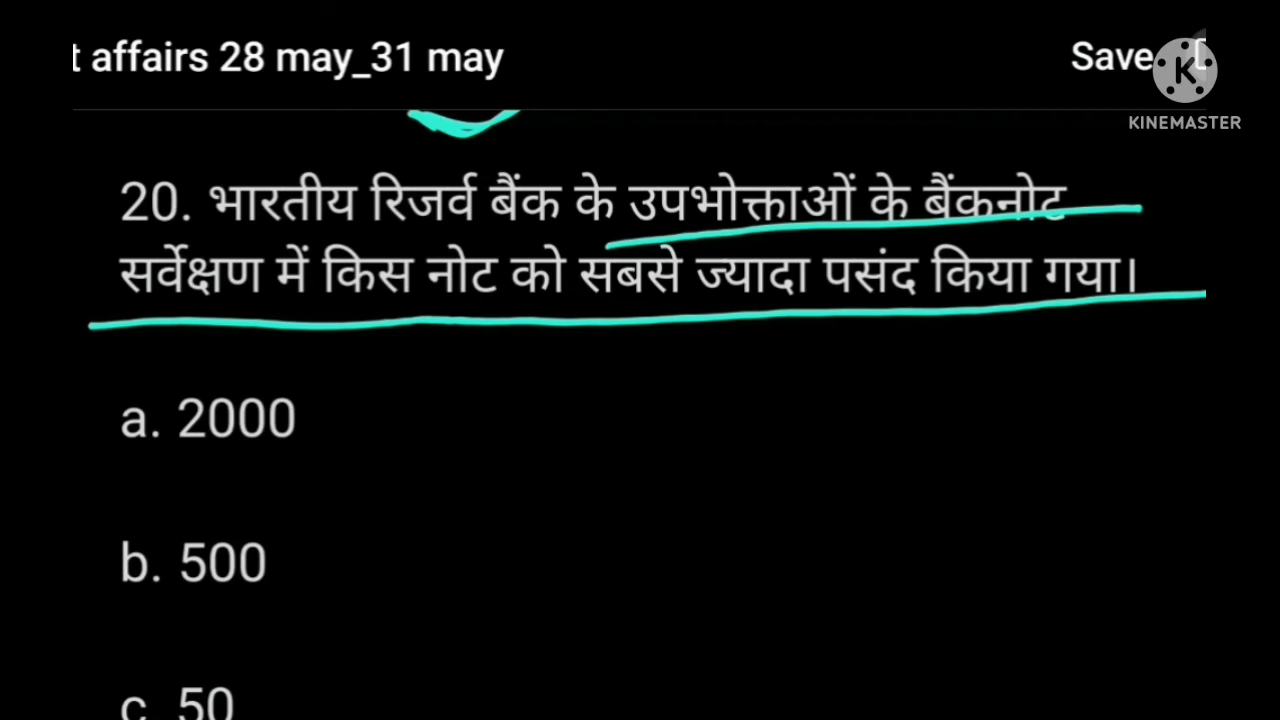 t affairs 28 may_31 may
Save
KINEMASTER
20. भारतीय रिजर्व बैंक के उपभोक्ताओं के बैंकनोट
सर्वेक्षण में किस नोट को सबसे ज्यादा पसंद किया गया।
a. 2000
b. 500
c. 50